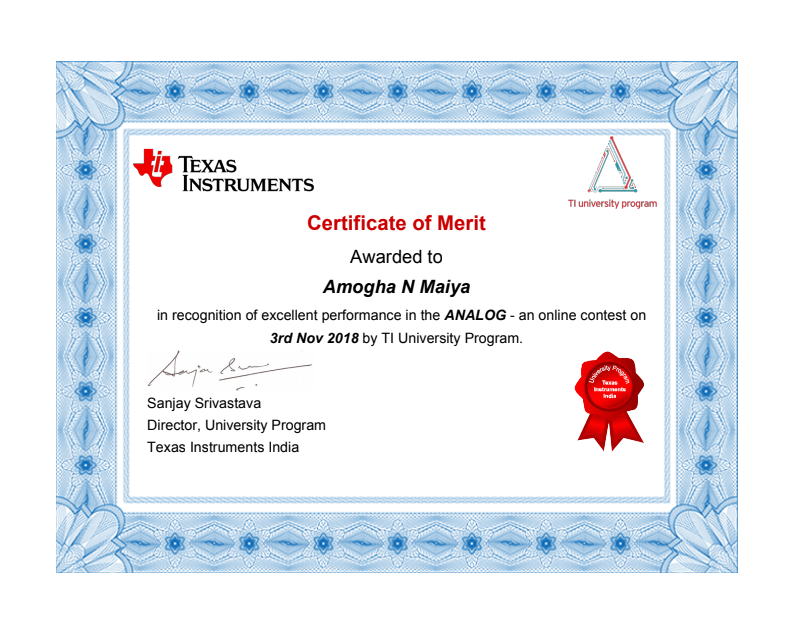 TEXAS
INSTRUMENTS
TI university program
Certificate of Merit
Awarded to
Amogha N Maiya
in recognition of excellent performance in the ANALOG - an online contest on
3rd Nov 2018 by TI University Program.
Sanjay Srivastava
Director, University Program
Texas Instruments India
University Program
Texas
Instruments
India